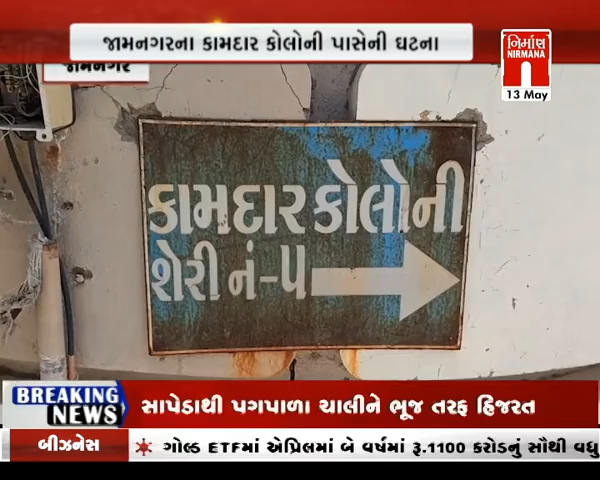 જામનગરના કામદાર કોલોની પાસેની ઘટના
જામનગર
નિર્માણ
NIRMANA
13 May
કામદાર કોલોની
શેરી નં-૫
BREAKING NEWS
સાપેડાથી પગપાળા ચાલીને ભૂજ તરફ હિજરત
બીઝનેસ
ગોલ્ડ ETFમાં એપ્રિલમાં બે વર્ષમાં રૂ.1100 કરોડનું સૌથી વધુ